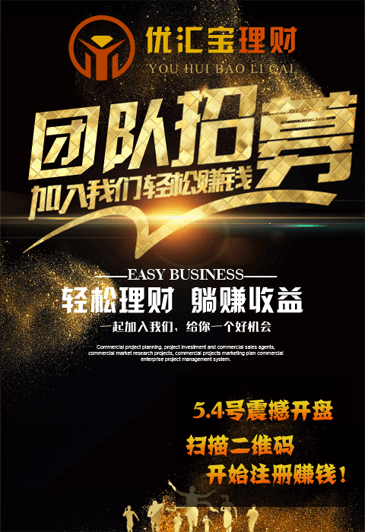 优汇宝理财
YOU HUI BAO LI CAI
团队招募
加入我们轻松赚钱
EASY BUSINESS
轻松理财 躺赚收益
一起加入我们，给你一个好机会
Commercial project planning, project investment and commercial sales agents,
commercial market research projects, commercial projects marketing plan commercial
enterprise project management system.
5.4号震撼开盘
扫描二维码
开始注册赚钱！